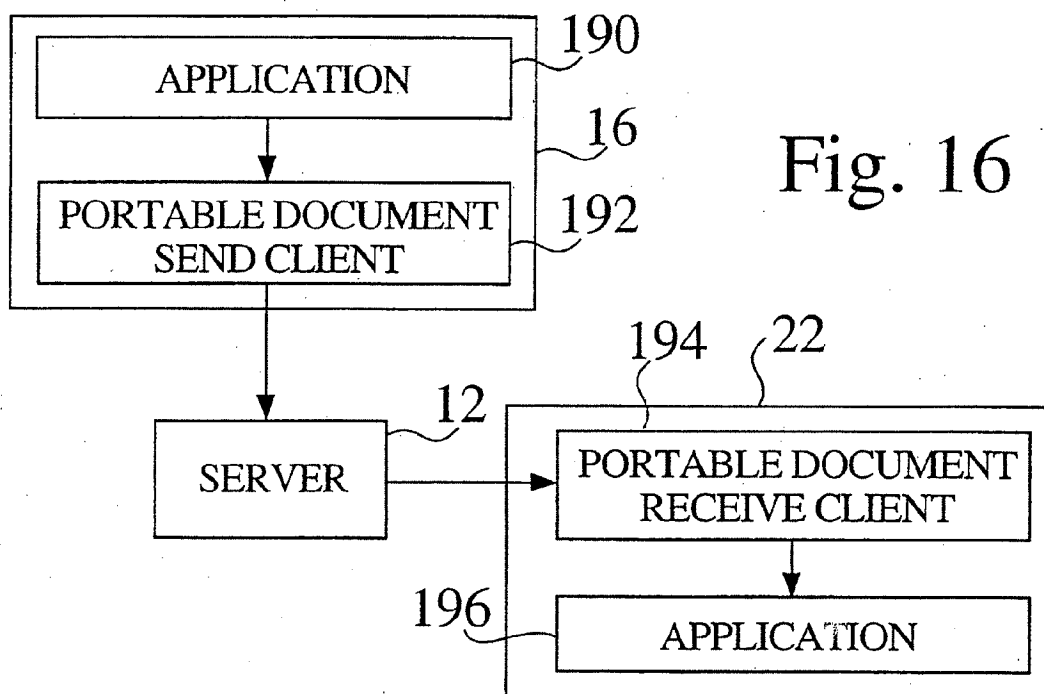 190
APPLICATION
16
Fig. 16
PORTABLE DOCUMENT
SEND CLIENT
192
194
22
12
SERVER
PORTABLE DOCUMENT
RECEIVE CLIENT
196
APPLICATION